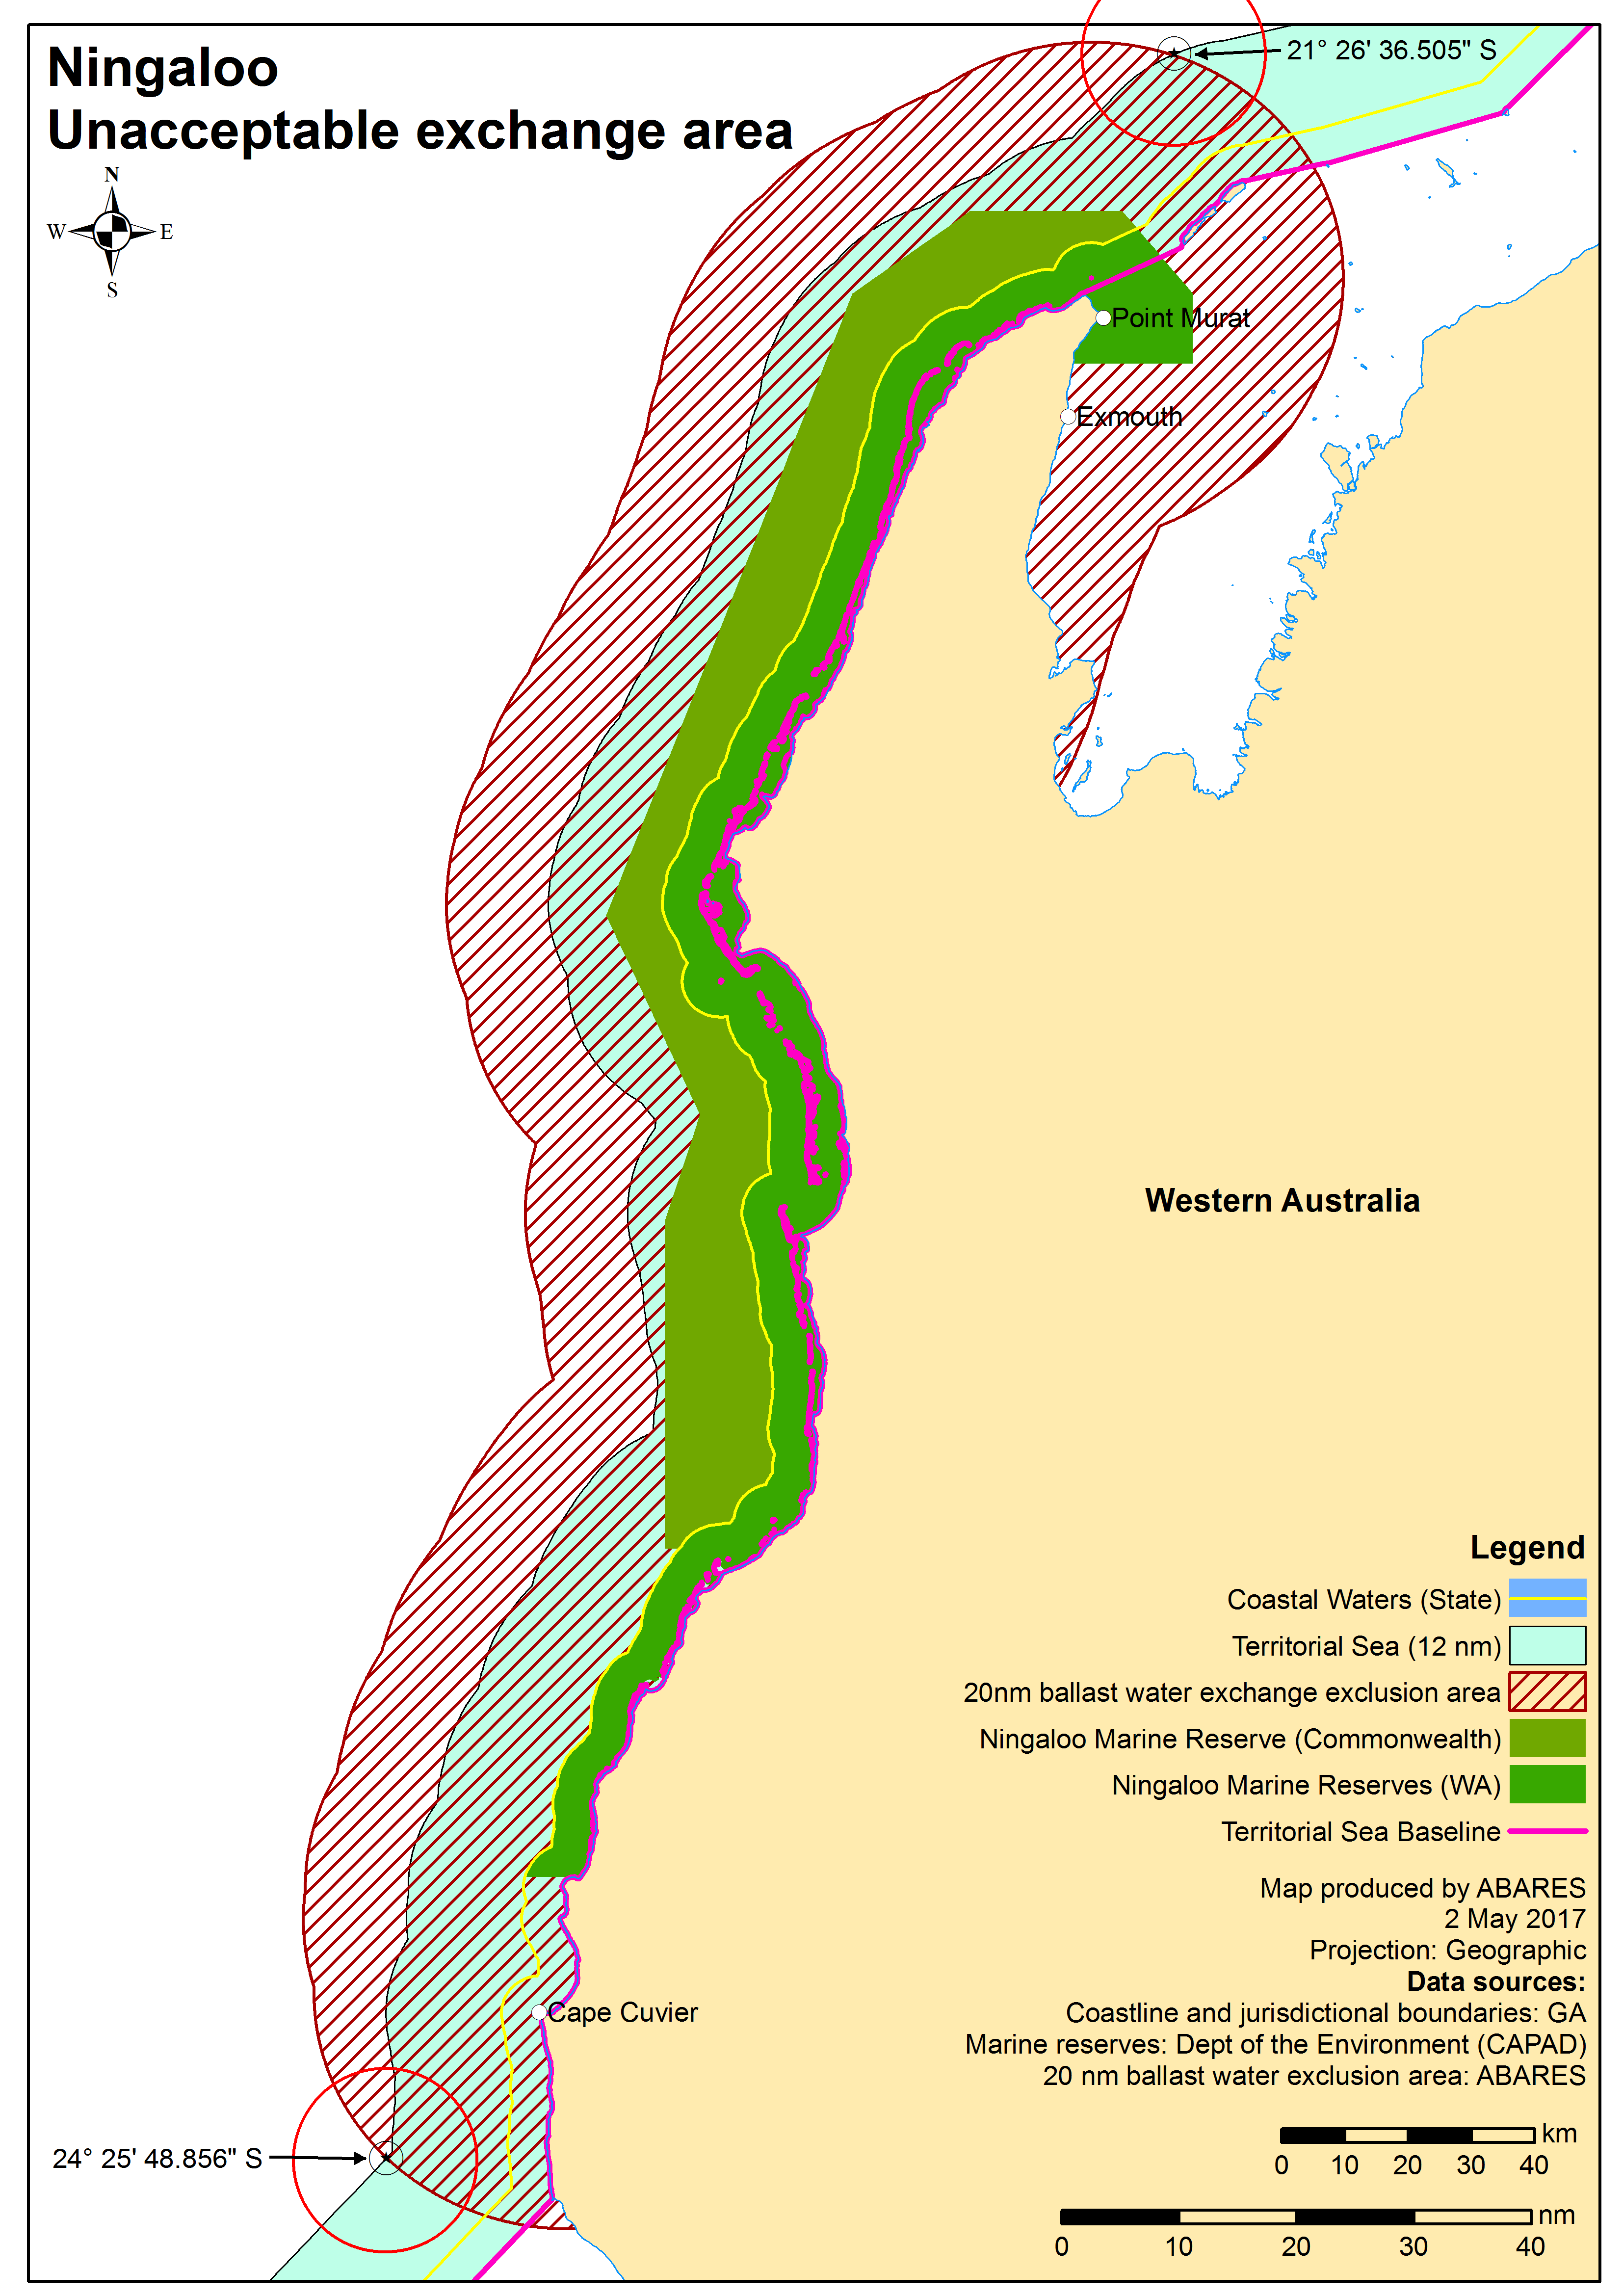 Ningaloo
Unacceptable exchange area
21° 26' 36.505" S
N
W E
S
Point Murat
Exmouth
Western Australia
Legend
Coastal Waters (State)
Territorial Sea (12 nm)
20nm ballast water exchange exclusion area
Ningaloo Marine Reserve (Commonwealth)
Ningaloo Marine Reserves (WA)
Territorial Sea Baseline
Map produced by ABARES
2 May 2017
Projection: Geographic
Data sources:
Coastline and jurisdictional boundaries: GA
Marine reserves: Dept of the Environment (CAPAD)
20 nm ballast water exclusion area: ABARES
Cape Cuvier
24° 25' 48.856" S
km
0 10 20 30 40
nm
0 10 20 30 40